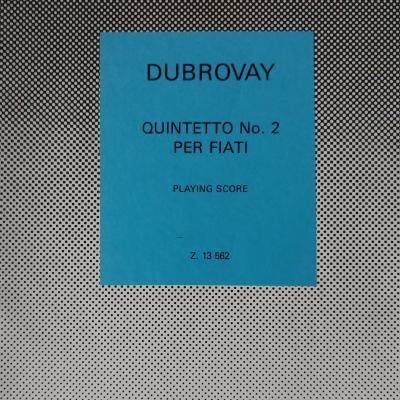 DUBROVAY
QUINTETTO No. 2
PER FIATI
PLAYING SCORE
Z. 13 562